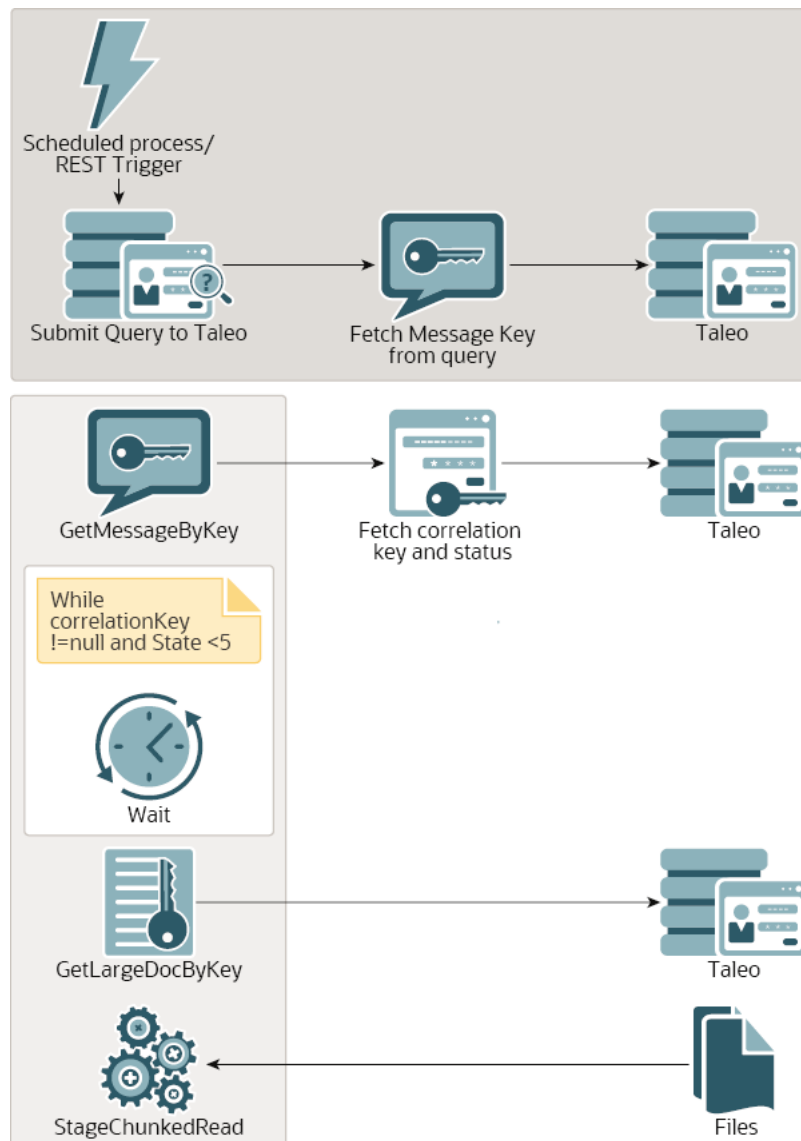 Scheduled process/
REST Trigger
?
Submit Query to Taleo
Fetch Message Key
from query
Taleo
GetMessageByKey
Fetch correlation
key and status
Taleo
While
correlationKey
!=null and State <5
Wait
GetLargeDocByKey
Taleo
StageChunkedRead
Files